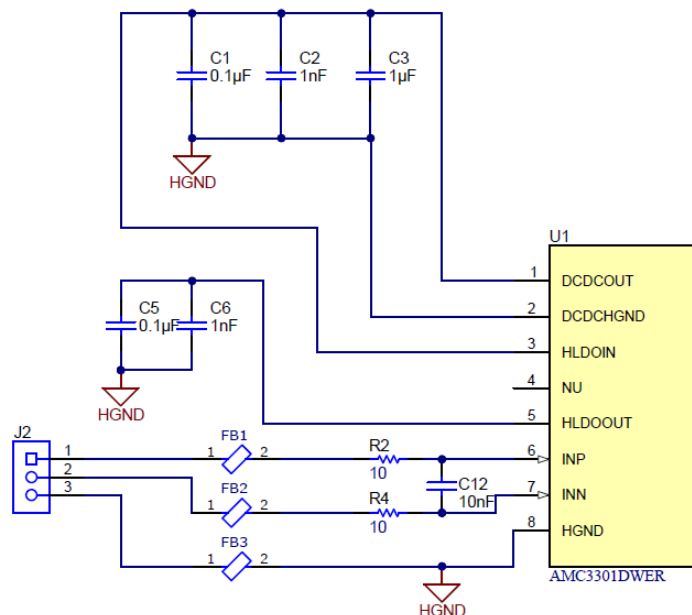 C1
0.1µF
C2
1nF
C3
1µF
HGND
U1
1 DCDCOUT
2 DCDCHGND
3 HLDOIN
4 NU
5 HLDOOUT
6 INP
7 INN
8 HGND
AMC3301DWER
C5
0.1µF
C6
1nF
HGND
J2
1
2
3
FB1
1 2
FB2
1 2
FB3
1 2
R2
10
R4
10
C12
10nF
HGND